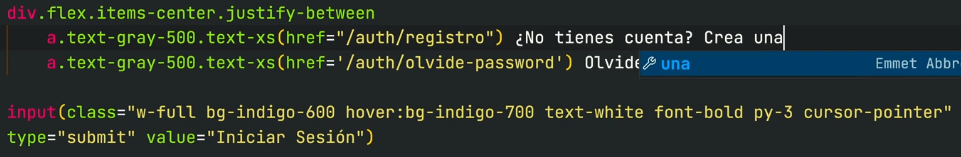 div.flex.items-center.justify-between
a.text-gray-500.text-xs(href="/auth/registro") ¿No tienes cuenta? Crea una
a.text-gray-500.text-xs(href='/auth/olvide-password') Olvide
una Emmet Abbr
input(class="w-full bg-indigo-600 hover:bg-indigo-700 text-white font-bold py-3 cursor-pointer"
type="submit" value="Iniciar Sesión")